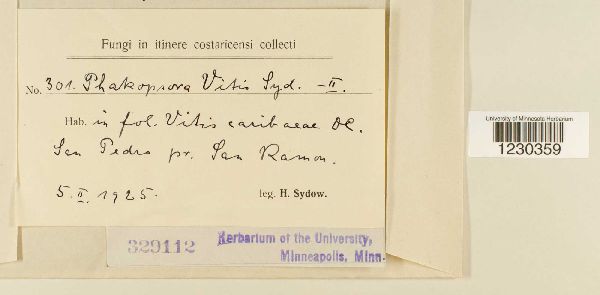 Fungi in itinere costaricensi collecti
No. 301. Phakopsora Vitis Syd. – II.
Hab. in fol. Vitis caribaeae DC.
San Pedro pr. San Ramon.
5. II. 1925. leg. H. Sydow.
329112 Herbarium of the University,
Minneapolis, Minn.
University of Minnesota Herbarium
1230359